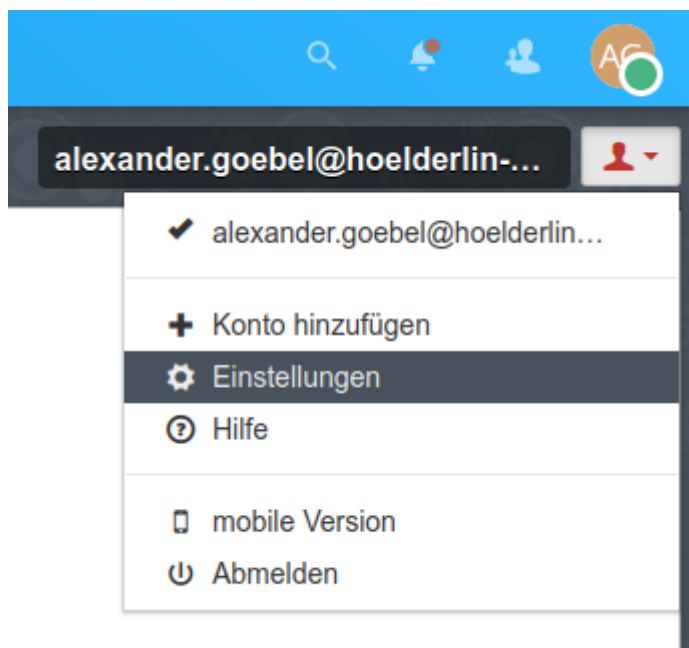 AG
alexander.goebel@hoelderlin-...
alexander.goebel@hoelderlin...
Konto hinzufügen
Einstellungen
Hilfe
mobile Version
Abmelden